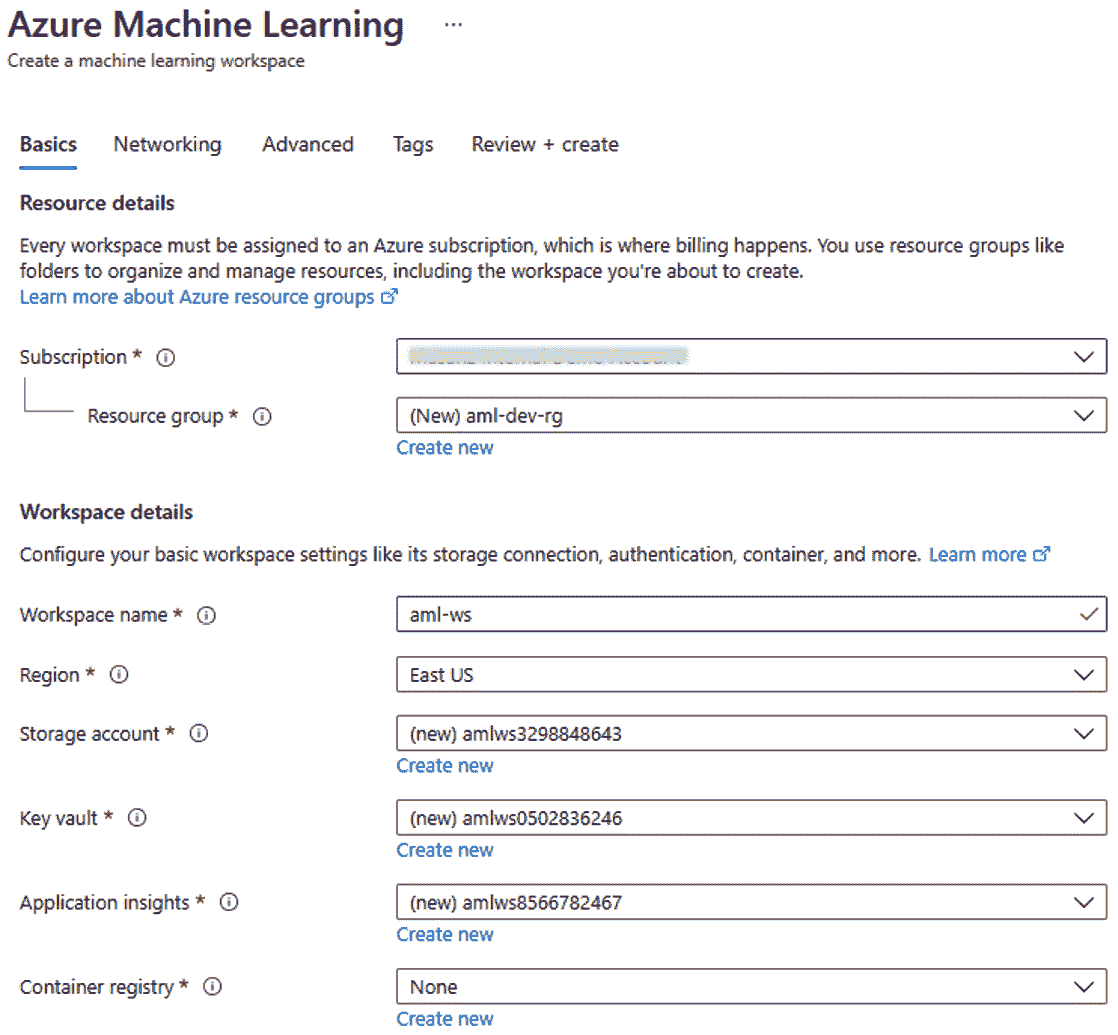 Azure Machine Learning ...
Create a machine learning workspace
Basics Networking Advanced Tags Review + create
Resource details
Every workspace must be assigned to an Azure subscription, which is where billing happens. You use resource groups like
folders to organize and manage resources, including the workspace you're about to create.
Learn more about Azure resource groups
Subscription *
Resource group * (New) aml-dev-rg
Create new
Workspace details
Configure your basic workspace settings like its storage connection, authentication, container, and more. Learn more
Workspace name * aml-ws
Region * East US
Storage account * (new) amlws3298848643
Create new
Key vault * (new) amlws0502836246
Create new
Application insights * (new) amlws8566782467
Create new
Container registry * None
Create new